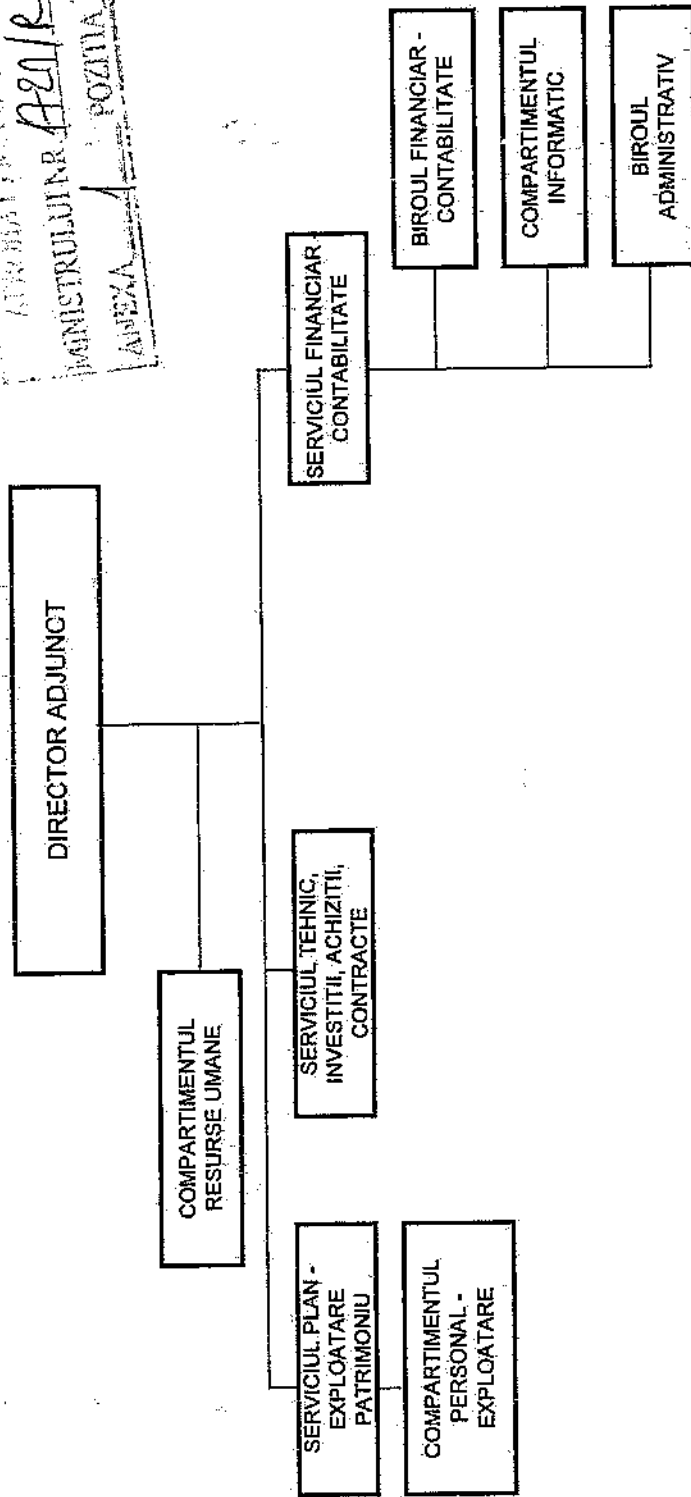 MINISTRULUI NR
ANEXA 1 POZITIA
DIRECTOR ADJUNCT
COMPARTIMENTUL
RESURSE UMANE
SERVICIUL PLAN -
EXPLOATARE
PATRIMONIU
COMPARTIMENTUL
PERSONAL -
EXPLOATARE
SERVICIUL TEHNIC,
INVESTITII, ACHIZITII,
CONTRACTE
SERVICIUL FINANCIAR -
CONTABILITATE
BIROUL FINANCIAR -
CONTABILITATE
COMPARTIMENTUL
INFORMATIC
BIROUL
ADMINISTRATIV